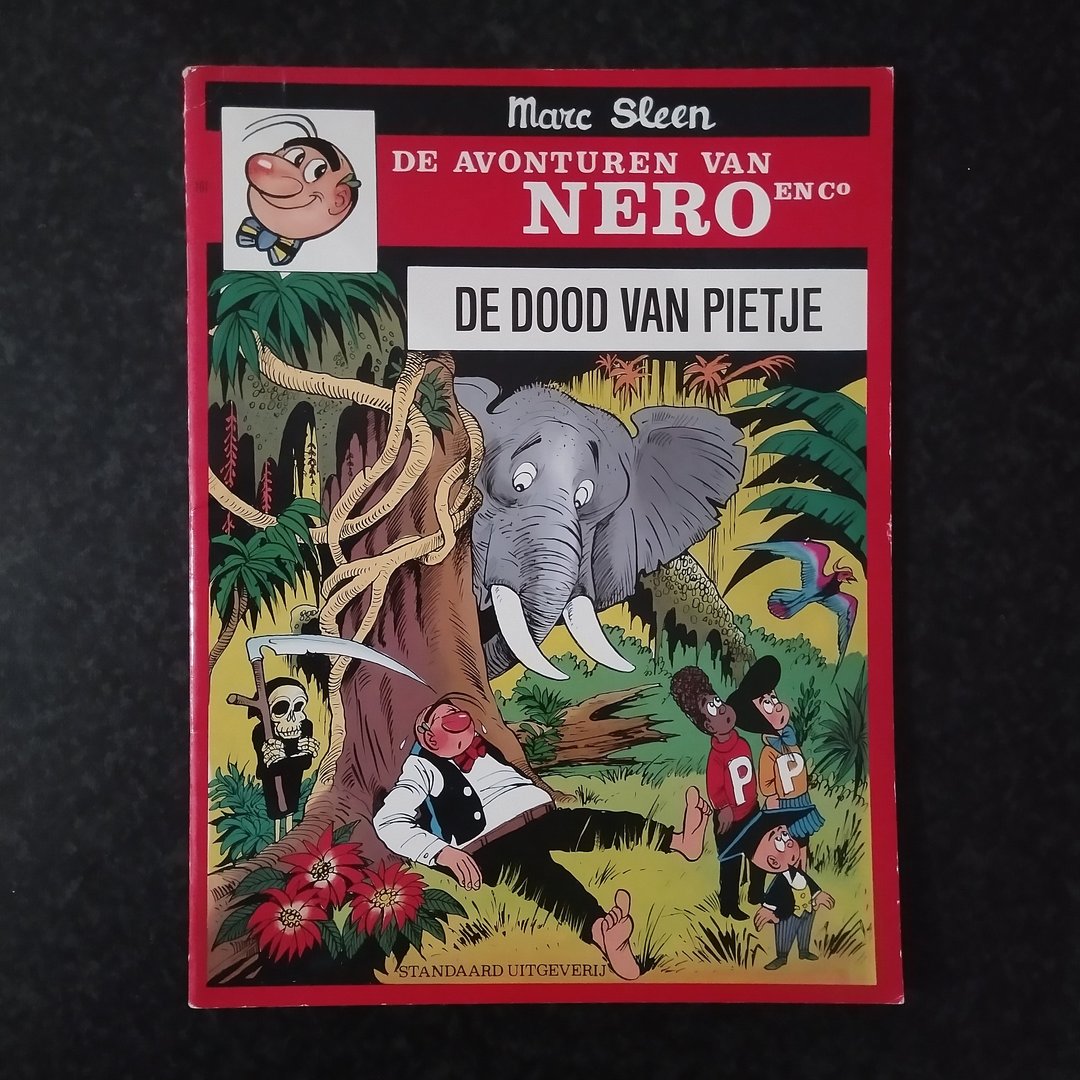 Marc Sleen
DE AVONTUREN VAN
NERO EN Co
DE DOOD VAN PIETJE
P P
STANDAARD UITGEVERIJ